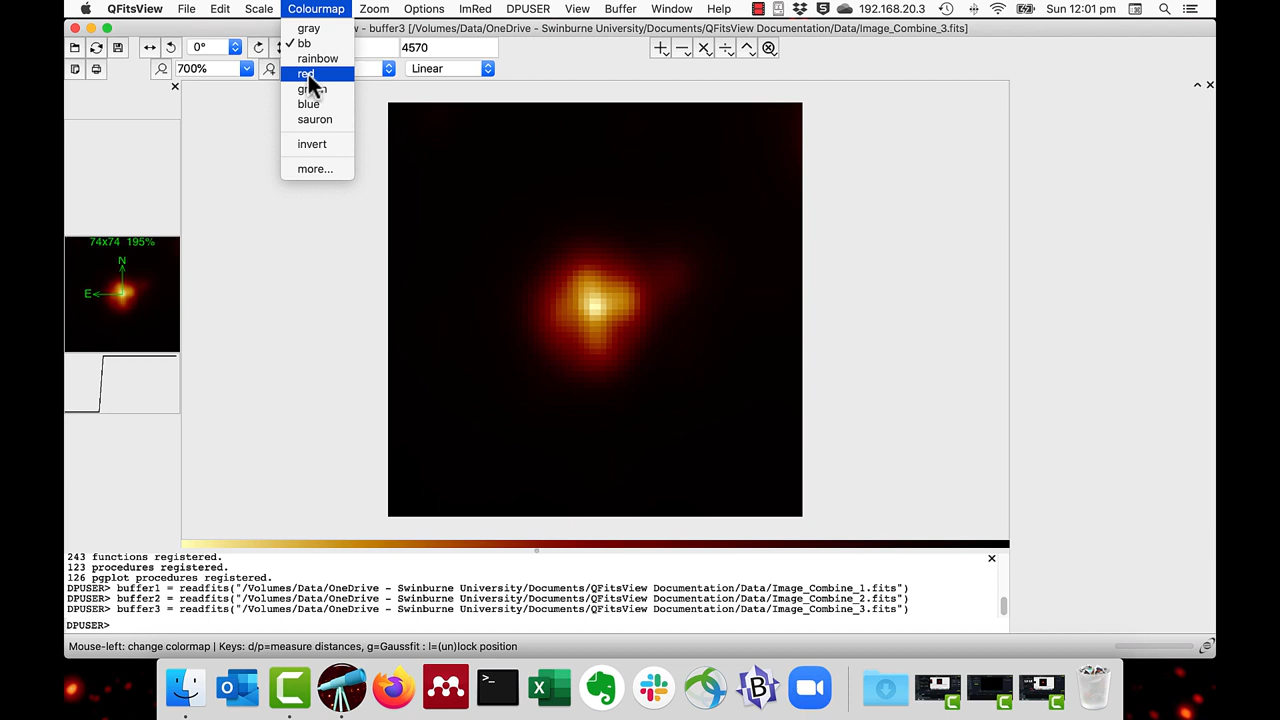 QFitsView File Edit Scale Colourmap Zoom Options ImRed DPUSER View Buffer Window Help 192.168.20.3 Sun 12:01 pm
- buffer3 [/Volumes/Data/OneDrive - Swinburne University/Documents/QFitsView Documentation/Data/Image_Combine_3.fits]
0° 4570
700% Linear
gray
✓ bb
rainbow
red
green
blue
sauron
invert
more...
74x74 195%
N
E
243 functions registered.
123 procedures registered.
126 pgplot procedures registered.
DPUSER> buffer1 = readfits("/Volumes/Data/OneDrive - Swinburne University/Documents/QFitsView Documentation/Data/Image_Combine_1.fits")
DPUSER> buffer2 = readfits("/Volumes/Data/OneDrive - Swinburne University/Documents/QFitsView Documentation/Data/Image_Combine_2.fits")
DPUSER> buffer3 = readfits("/Volumes/Data/OneDrive - Swinburne University/Documents/QFitsView Documentation/Data/Image_Combine_3.fits")
DPUSER>
Mouse-left: change colormap | Keys: d/p=measure distances, g=Gaussfit : l=(un)lock position